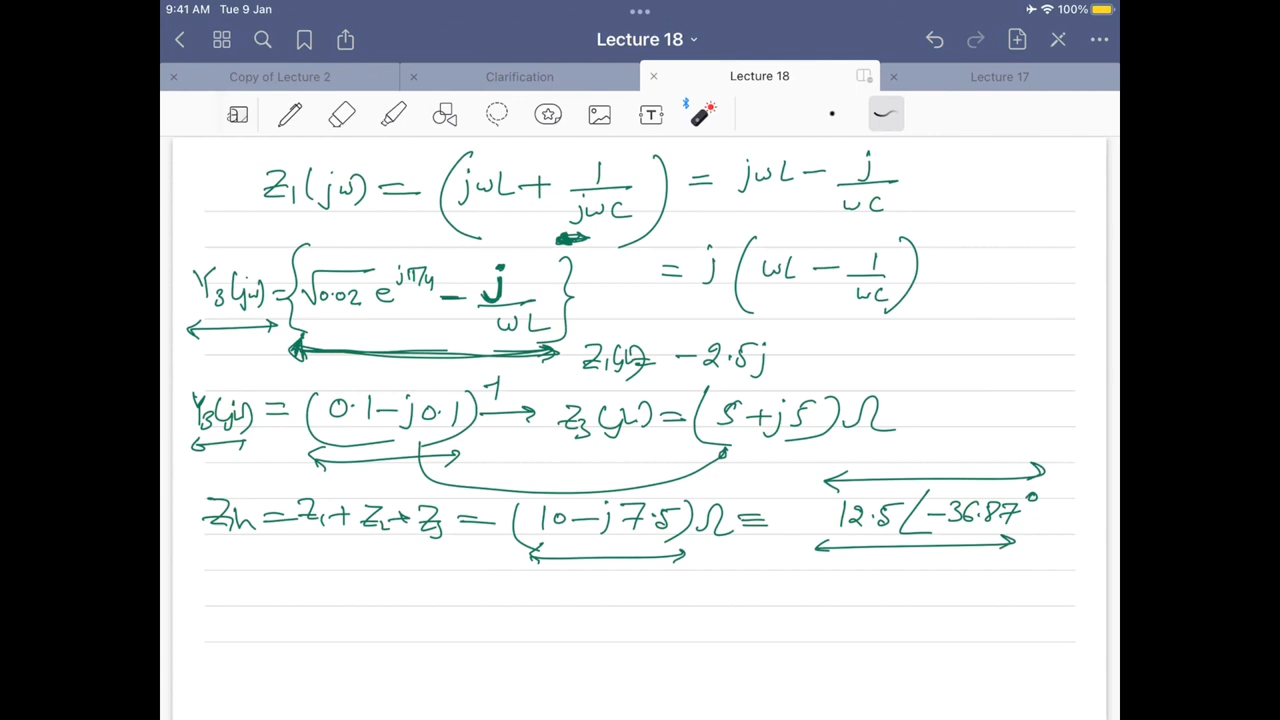 9:41 AM Tue 9 Jan
100%
Lecture 18
Copy of Lecture 2
Clarification
Lecture 18
Lecture 17
Z₁(jω) = (jωL + 1/jωC) = jωL − j/ωC
= j(ωL − 1/ωC)
Y₃(jω) = {√0.02 e^jπ/4 − j/ωL}
Z₁(jω) = −2.5j
Y₃(jω) = (0.1 − j0.1)⁻¹ → Z₃(jω) = (5 + j5)Ω
Zin = Z₁ + Z₂ + Z₃ = (10 − j7.5)Ω ≡ 12.5∠−36.87°